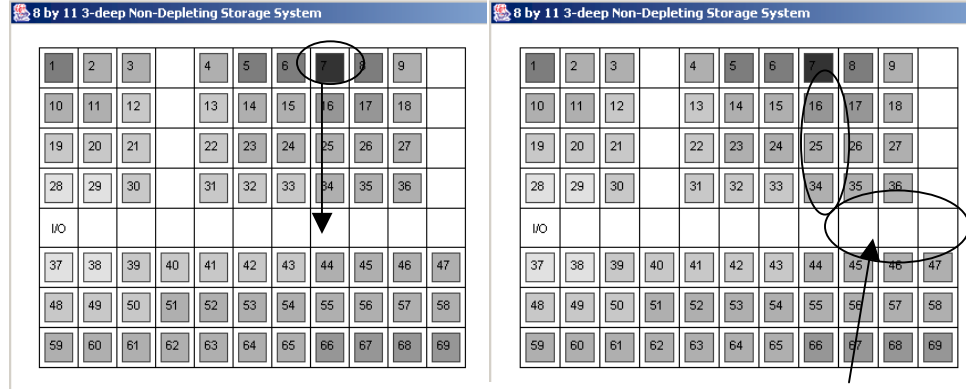 8 by 11 3-deep Non-Depleting Storage System
1 2 3 4 5 6 7 8 9
10 11 12 13 14 15 16 17 18
19 20 21 22 23 24 25 26 27
28 29 30 31 32 33 34 35 36
I/O
37 38 39 40 41 42 43 44 45 46 47
48 49 50 51 52 53 54 55 56 57 58
59 60 61 62 63 64 65 66 67 68 69
8 by 11 3-deep Non-Depleting Storage System
1 2 3 4 5 6 7 8 9
10 11 12 13 14 15 16 17 18
19 20 21 22 23 24 25 26 27
28 29 30 31 32 33 34 35 36
I/O
37 38 39 40 41 42 43 44 45 46 47
48 49 50 51 52 53 54 55 56 57 58
59 60 61 62 63 64 65 66 67 68 69